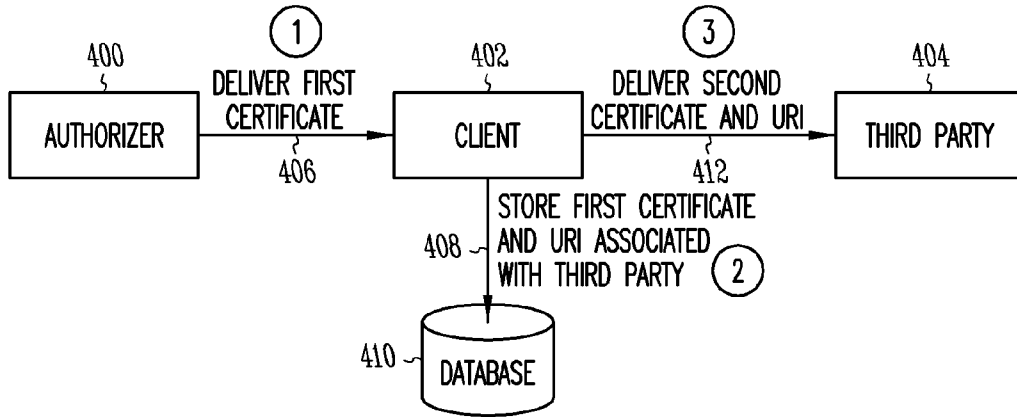 1
3
400
402
404
DELIVER FIRST
CERTIFICATE
DELIVER SECOND
CERTIFICATE AND URI
AUTHORIZER
CLIENT
THIRD PARTY
406
412
408
STORE FIRST CERTIFICATE
AND URI ASSOCIATED
WITH THIRD PARTY
2
410
DATABASE